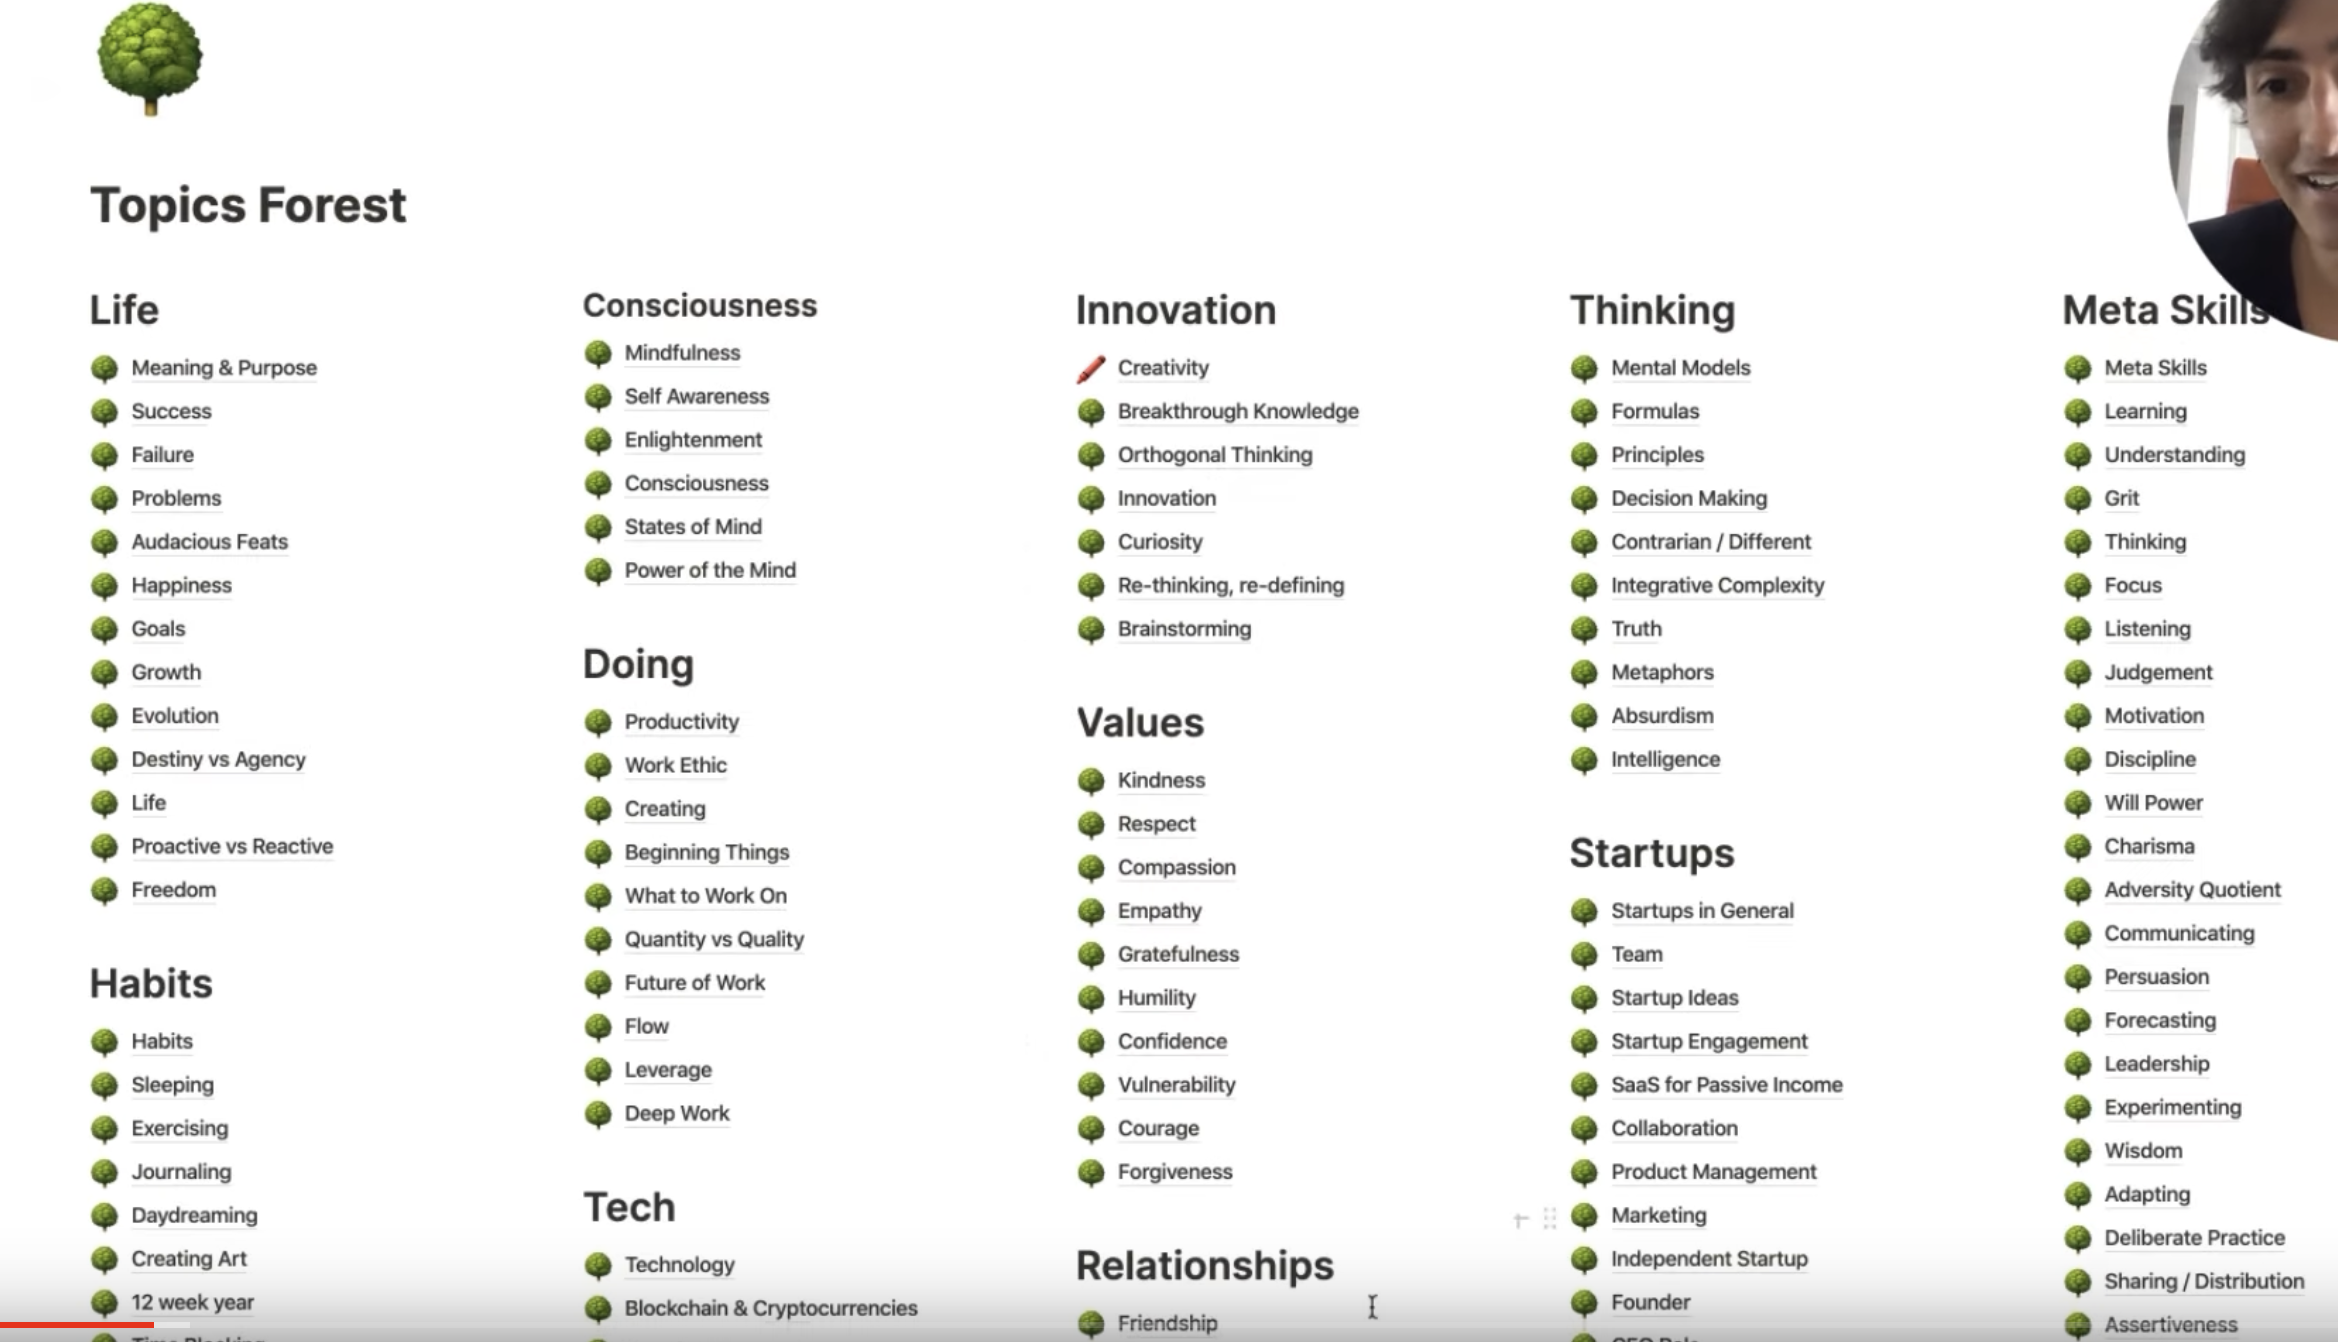 Topics Forest
Life
Meaning & Purpose
Success
Failure
Problems
Audacious Feats
Happiness
Goals
Growth
Evolution
Destiny vs Agency
Life
Proactive vs Reactive
Freedom
Habits
Habits
Sleeping
Exercising
Journaling
Daydreaming
Creating Art
12 week year
Time Blocking
Consciousness
Mindfulness
Self Awareness
Enlightenment
Consciousness
States of Mind
Power of the Mind
Doing
Productivity
Work Ethic
Creating
Beginning Things
What to Work On
Quantity vs Quality
Future of Work
Flow
Leverage
Deep Work
Tech
Technology
Blockchain & Cryptocurrencies
Innovation
Creativity
Breakthrough Knowledge
Orthogonal Thinking
Innovation
Curiosity
Re-thinking, re-defining
Brainstorming
Values
Kindness
Respect
Compassion
Empathy
Gratefulness
Humility
Confidence
Vulnerability
Courage
Forgiveness
Relationships
Friendship
Thinking
Mental Models
Formulas
Principles
Decision Making
Contrarian / Different
Integrative Complexity
Truth
Metaphors
Absurdism
Intelligence
Startups
Startups in General
Team
Startup Ideas
Startup Engagement
SaaS for Passive Income
Collaboration
Product Management
Marketing
Independent Startup
Founder
CEO Role
Meta Skills
Meta Skills
Learning
Understanding
Grit
Thinking
Focus
Listening
Judgement
Motivation
Discipline
Will Power
Charisma
Adversity Quotient
Communicating
Persuasion
Forecasting
Leadership
Experimenting
Wisdom
Adapting
Deliberate Practice
Sharing / Distribution
Assertiveness